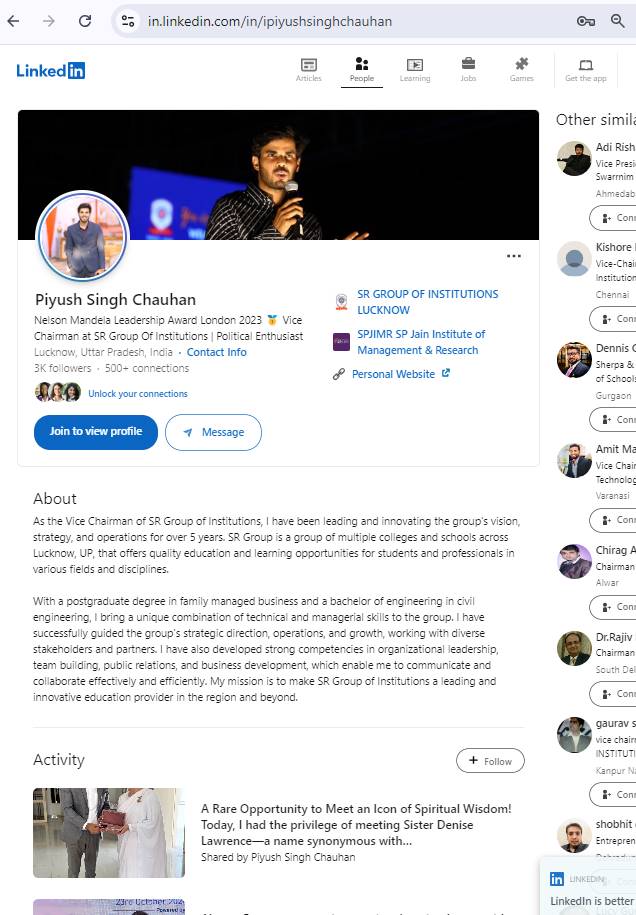 in.linkedin.com/in/ipiyushsinghchauhan
Linked in
Articles
People
Learning
Jobs
Games
Get the app
Piyush Singh Chauhan
Nelson Mandela Leadership Award London 2023 🏅 Vice
Chairman at SR Group Of Institutions | Political Enthusiast
Lucknow, Uttar Pradesh, India · Contact Info
3K followers · 500+ connections
Unlock your connections
Join to view profile
Message
SR GROUP OF INSTITUTIONS
LUCKNOW
SPJIMR SP Jain Institute of
Management & Research
Personal Website
About
As the Vice Chairman of SR Group of Institutions, I have been leading and innovating the group's vision,
strategy, and operations for over 5 years. SR Group is a group of multiple colleges and schools across
Lucknow, UP, that offers quality education and learning opportunities for students and professionals in
various fields and disciplines.
With a postgraduate degree in family managed business and a bachelor of engineering in civil
engineering, I bring a unique combination of technical and managerial skills to the group. I have
successfully guided the group's strategic direction, operations, and growth, working with diverse
stakeholders and partners. I have also developed strong competencies in organizational leadership,
team building, public relations, and business development, which enable me to communicate and
collaborate effectively and efficiently. My mission is to make SR Group of Institutions a leading and
innovative education provider in the region and beyond.
Activity
+ Follow
A Rare Opportunity to Meet an Icon of Spiritual Wisdom!
Today, I had the privilege of meeting Sister Denise
Lawrence—a name synonymous with...
Shared by Piyush Singh Chauhan
23rd October 202
Powered
Other simila
Adi Rish
Vice Presi
Swarrnim
Ahmedab
Conn
Kishore
Vice-Chai
Institution
Chennai
Conn
Dennis
Sherpa &
of Schools
Gurgaon
Conn
Amit Ma
Vice Chair
Technolog
Varanasi
Conn
Chirag A
Chairman
Alwar
Conn
Dr.Rajiv
Chairman
South Del
Conn
gaurav s
vice chair
INSTITUTI
Kanpur Na
Conn
shobhit
Entrepren
LINKEDIN
LinkedIn is better